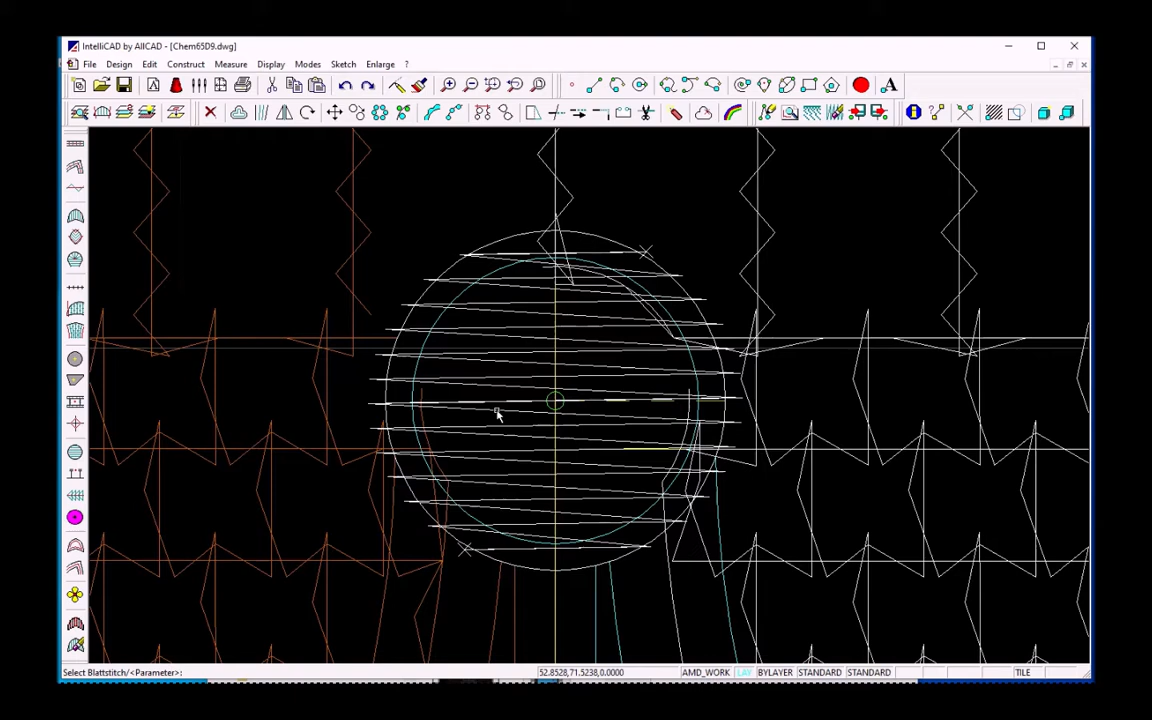 IntelliCAD by AllCAD - [Chem65D9.dwg]
File Design Edit Construct Measure Display Modes Sketch Enlarge ?
Select Blattstitch/<Parameter>: 52.8528,71.5238,0.0000 AMD_WORK LAY BYLAYER STANDARD STANDARD TILE